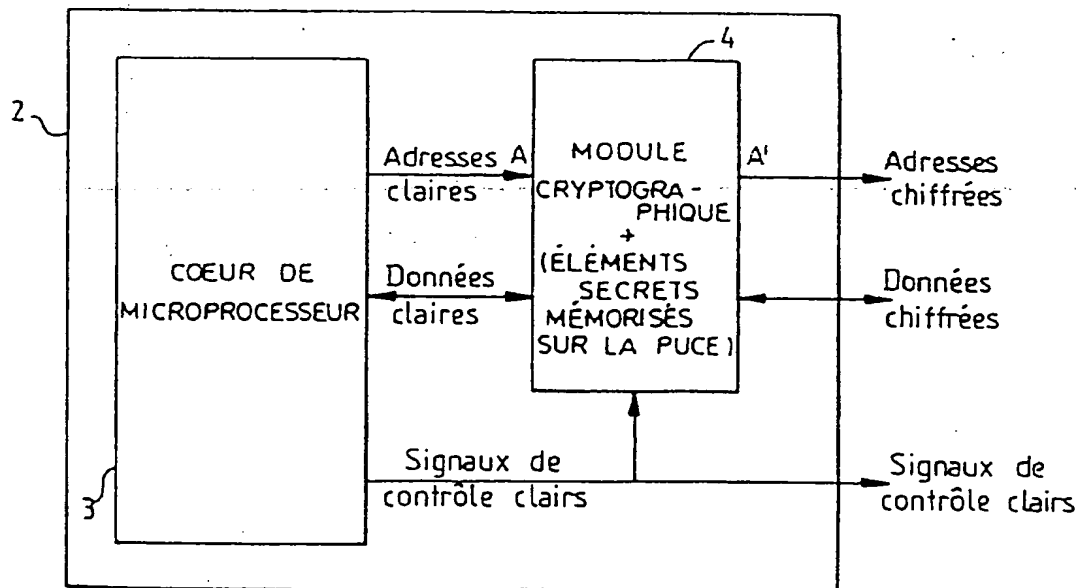 4
2
3
CŒUR DE
MICROPROCESSEUR
Adresses
claires
A
Données
claires
MODULE
CRYPTOGRA-
PHIQUE
+
(ÉLÉMENTS
SECRETS
MÉMORISÉS
SUR LA PUCE)
A'
Adresses
chiffrées
Données
chiffrées
Signaux de
contrôle clairs
Signaux de
contrôle clairs